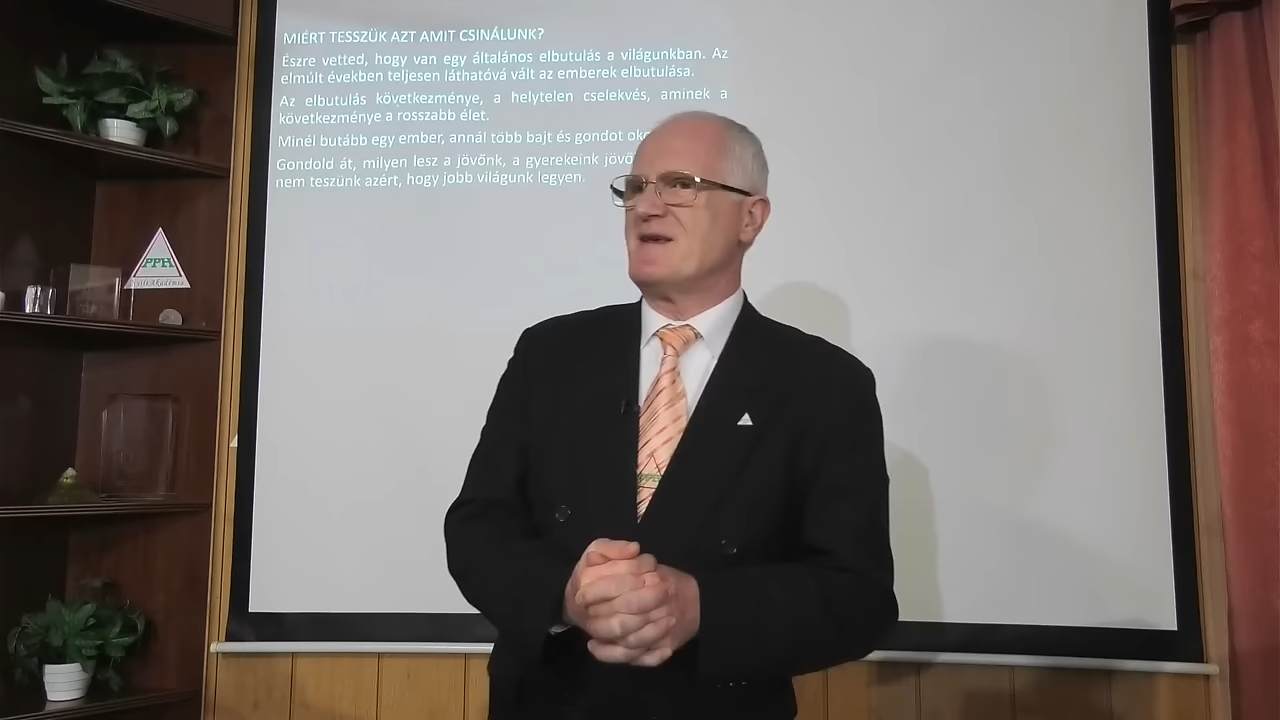 MIÉRT TESSZÜK AZT AMIT CSINÁLUNK?
Észre vetted, hogy van egy általános elbutulás a világunkban. Az
elmúlt években teljesen láthatóvá vált az emberek elbutulása.
Az elbutulás következménye, a helytelen cselekvés, aminek a
következménye a rosszabb élet.
Minél butább egy ember, annál több bajt és gondot
Gondold át, milyen lesz a jövőnk, a gyerekeink
nem teszünk azért, hogy jobb világunk legyen.
PPH
Nyílt Akadémia